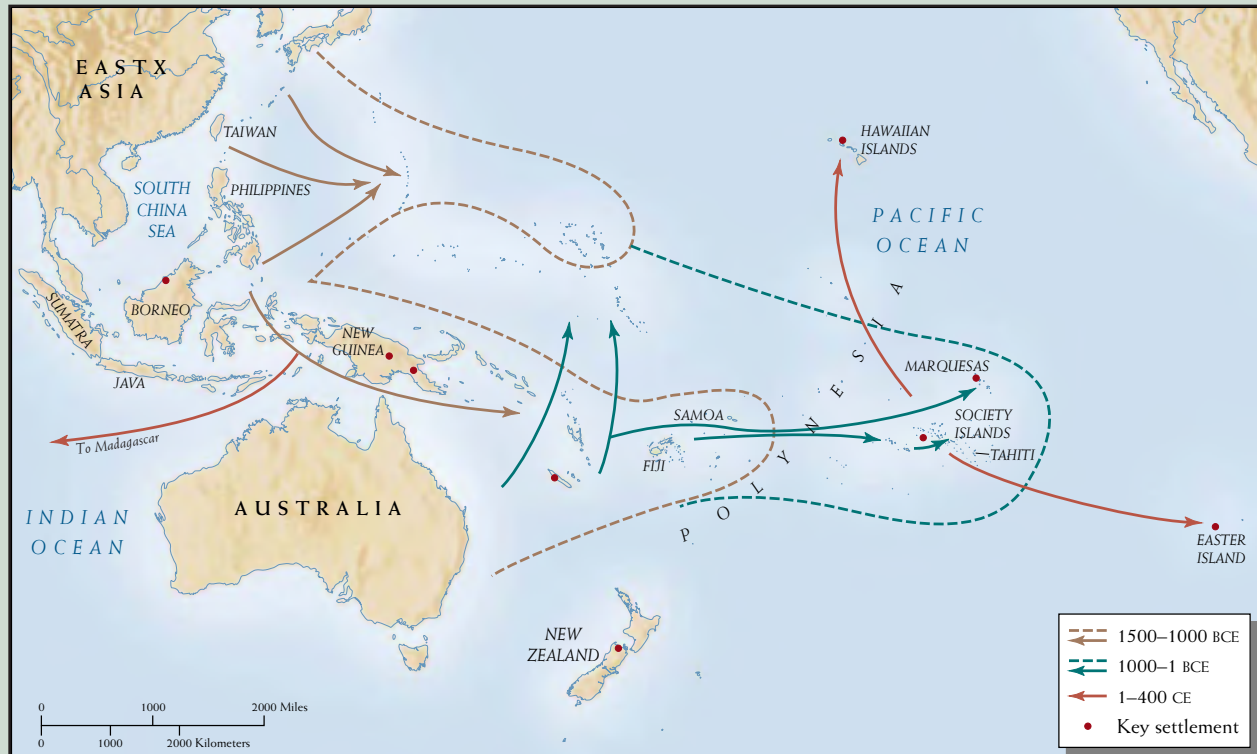 EASTX
ASIA
TAIWAN
SOUTH
CHINA
SEA
PHILIPPINES
HAWAIIAN
ISLANDS
PACIFIC
OCEAN
SUMATRA
BORNEO
NEW
GUINEA
JAVA
To Madagascar
MARQUESAS
SAMOA
SOCIETY
ISLANDS
FIJI
TAHITI
POLYNESIA
INDIAN
OCEAN
AUSTRALIA
EASTER
ISLAND
NEW
ZEALAND
0 1000 2000 Miles
0 1000 2000 Kilometers
1500–1000 BCE
1000–1 BCE
1–400 CE
Key settlement